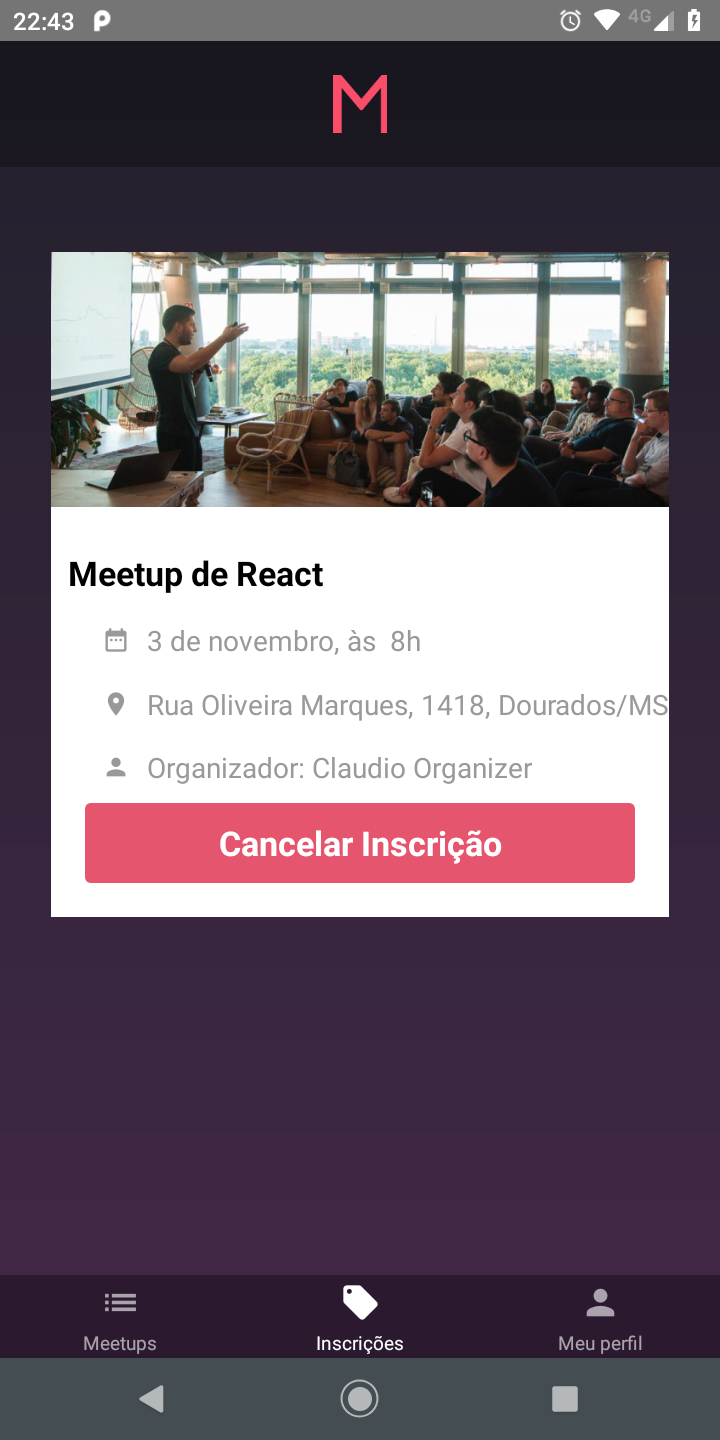 22:43
4G
M
Meetup de React
3 de novembro, às  8h
Rua Oliveira Marques, 1418, Dourados/MS
Organizador: Claudio Organizer
Cancelar Inscrição
Meetups
Inscrições
Meu perfil